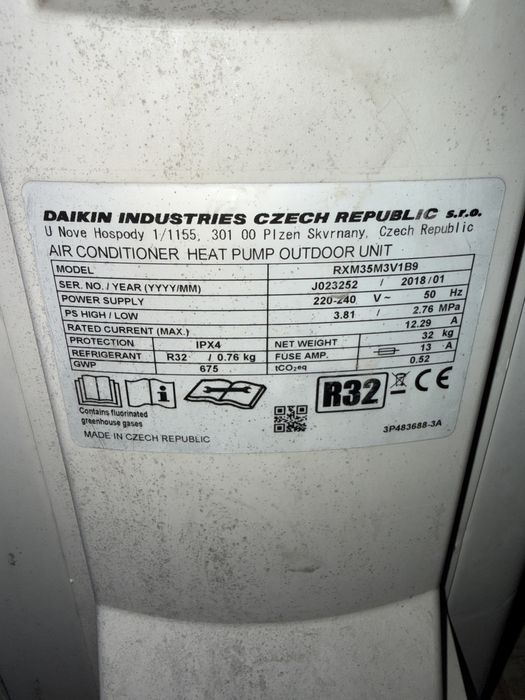 DAIKIN INDUSTRIES CZECH REPUBLIC s.r.o.
U Nove Hospody 1/1155, 301 00 Plzen Skvrnany, Czech Republic
AIR CONDITIONER HEAT PUMP OUTDOOR UNIT
MODEL RXM35M3V1B9
SER. NO. / YEAR (YYYY/MM) J023252 / 2018/01
POWER SUPPLY 220-240 V~ 50 Hz
PS HIGH / LOW 3.81 / 2.76 MPa
RATED CURRENT (MAX.) 12.29 A
PROTECTION IPX4 NET WEIGHT 32 kg
REFRIGERANT R32 / 0.76 kg FUSE AMP. 13 A
GWP 675 tCO₂eq 0.52
i R32 CE
Contains fluorinated
greenhouse gases
3P483688-3A
MADE IN CZECH REPUBLIC